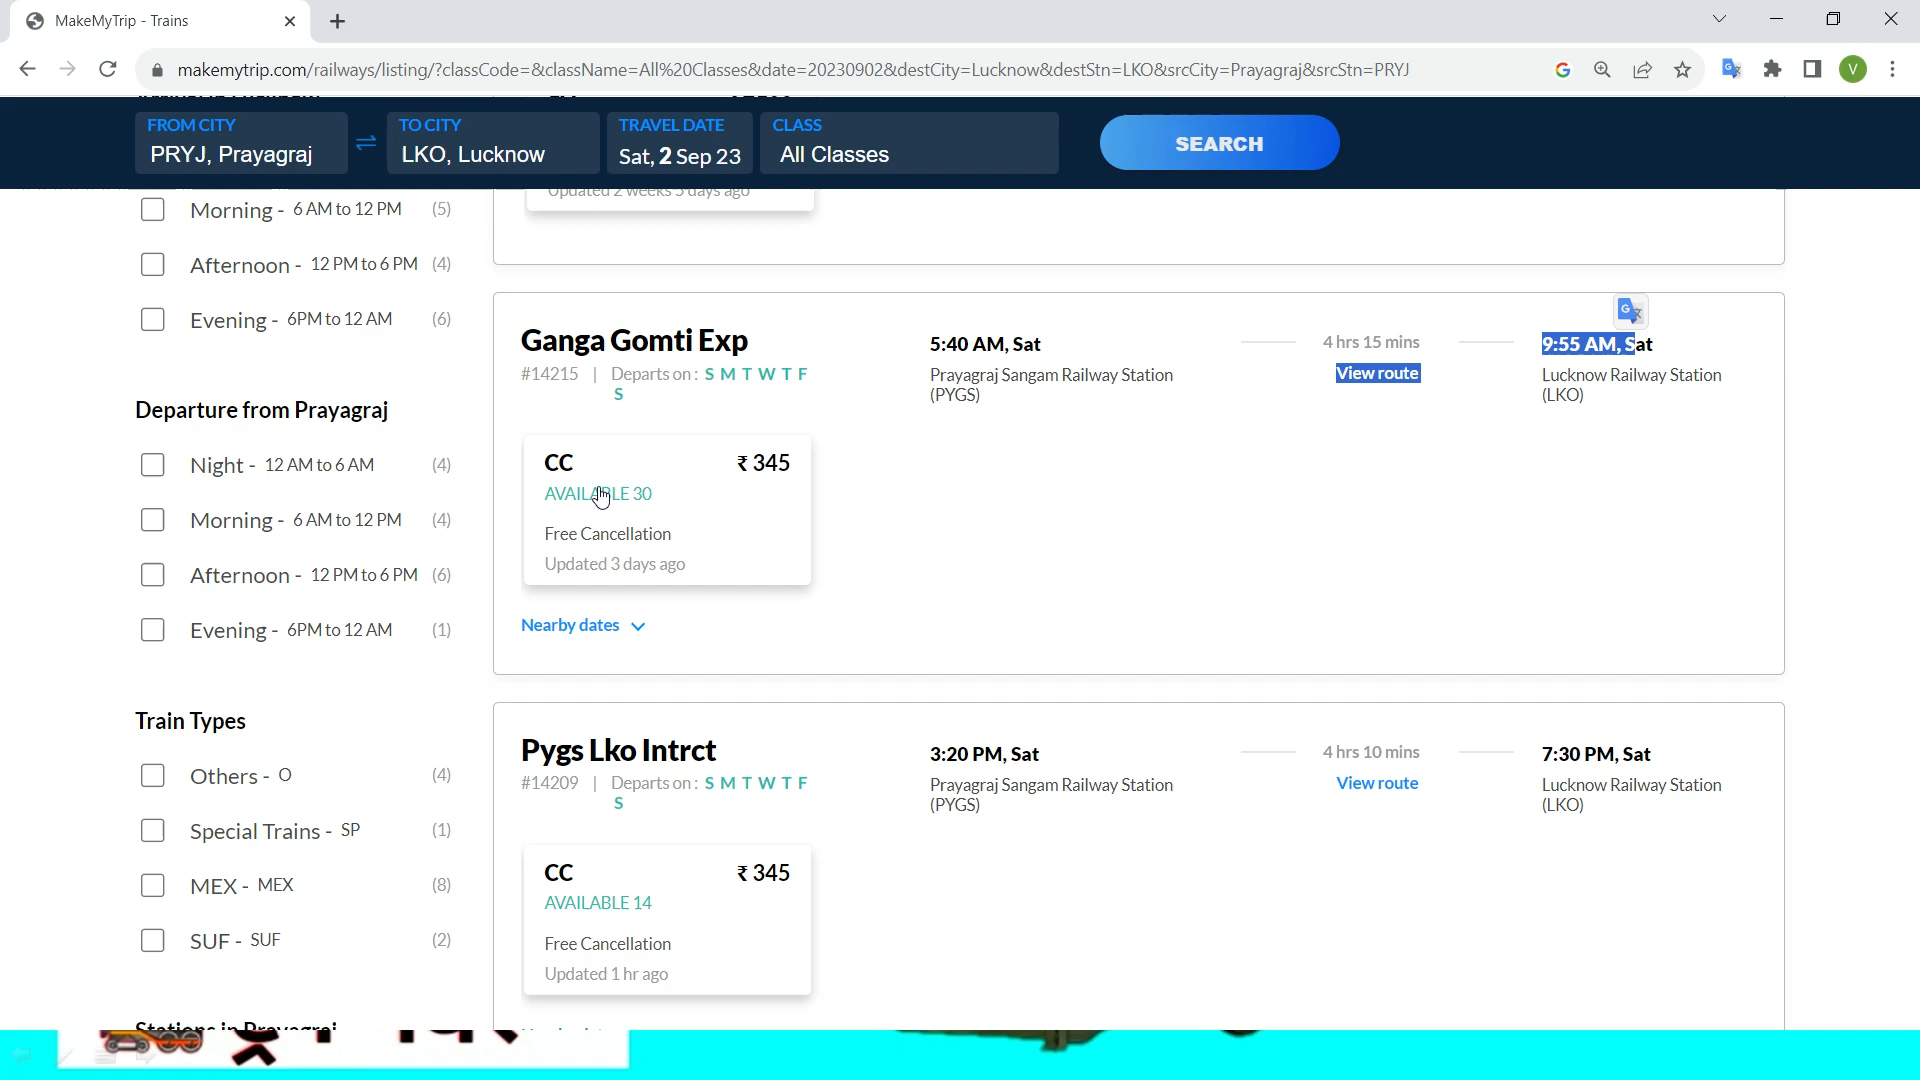 MakeMyTrip - Trains
makemytrip.com/railways/listing/?classCode=&className=All%20Classes&date=20230902&destCity=Lucknow&destStn=LKO&srcCity=Prayagraj&srcStn=PRYJ
V
FROM CITY
PRYJ, Prayagraj
TO CITY
LKO, Lucknow
TRAVEL DATE
Sat, 2 Sep 23
CLASS
All Classes
SEARCH
Updated 2 weeks 5 days ago
Morning - 6 AM to 12 PM (5)
Afternoon - 12 PM to 6 PM (4)
Evening - 6PM to 12 AM (6)
Departure from Prayagraj
Night - 12 AM to 6 AM (4)
Morning - 6 AM to 12 PM (4)
Afternoon - 12 PM to 6 PM (6)
Evening - 6PM to 12 AM (1)
Train Types
Others - O (4)
Special Trains - SP (1)
MEX - MEX (8)
SUF - SUF (2)
Stations in Prayagraj
Ganga Gomti Exp
#14215 | Departs on : S M T W T F
S
5:40 AM, Sat
Prayagraj Sangam Railway Station
(PYGS)
4 hrs 15 mins
View route
9:55 AM, Sat
Lucknow Railway Station
(LKO)
CC ₹ 345
AVAILABLE 30
Free Cancellation
Updated 3 days ago
Nearby dates
Pygs Lko Intrct
#14209 | Departs on : S M T W T F
S
3:20 PM, Sat
Prayagraj Sangam Railway Station
(PYGS)
4 hrs 10 mins
View route
7:30 PM, Sat
Lucknow Railway Station
(LKO)
CC ₹ 345
AVAILABLE 14
Free Cancellation
Updated 1 hr ago